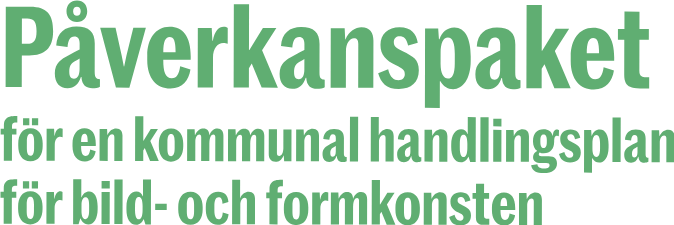 Påverkanspaket
för en kommunal handlingsplan
för bild- och formkonsten